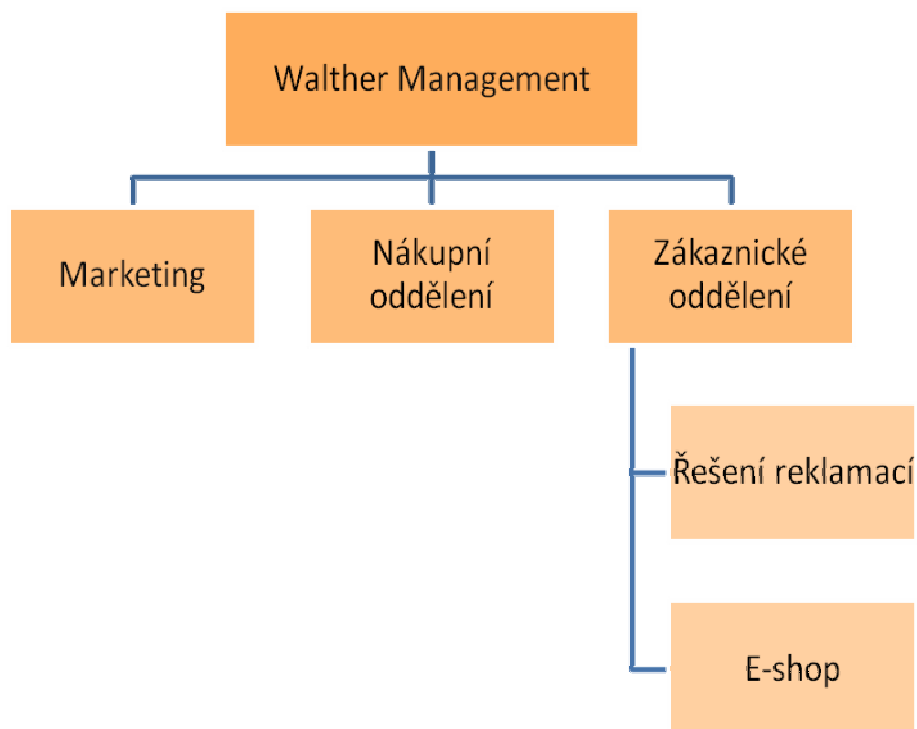 Walther Management
Marketing
Nákupní
oddělení
Zákaznické
oddělení
Řešení reklamací
E-shop